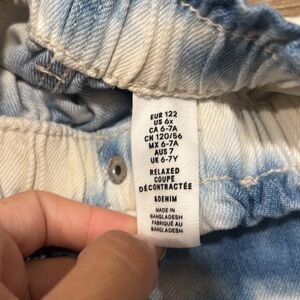 EUR 122
US 6x
CA 6-7A
CN 120/56
MX 6-7A
AUS 7
UK 6-7Y
RELAXED
COUPE
DÉCONTRACTÉE
&DENIM
MADE IN
BANGLADESH
FABRIQUÉ AU
BANGLADESH